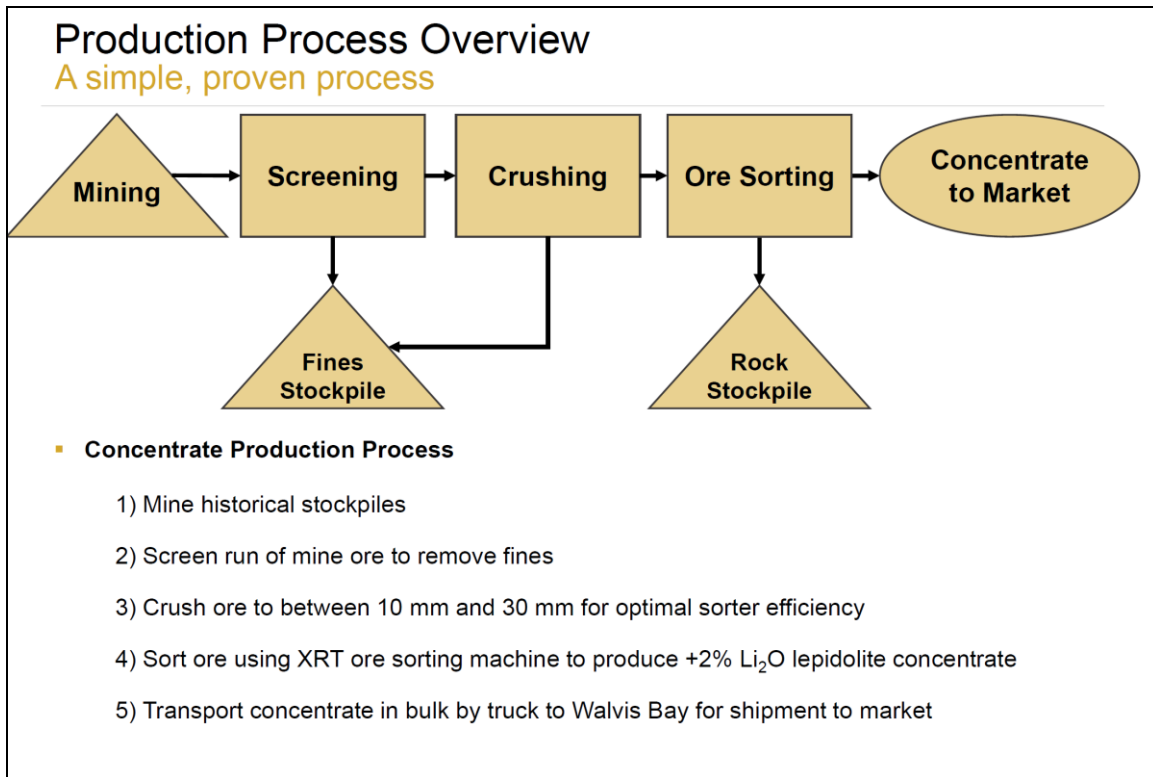 Production Process Overview
A simple, proven process
Mining
Screening
Crushing
Ore Sorting
Concentrate
to Market
Fines
Stockpile
Rock
Stockpile
▪ Concentrate Production Process
1) Mine historical stockpiles
2) Screen run of mine ore to remove fines
3) Crush ore to between 10 mm and 30 mm for optimal sorter efficiency
4) Sort ore using XRT ore sorting machine to produce +2% Li₂O lepidolite concentrate
5) Transport concentrate in bulk by truck to Walvis Bay for shipment to market